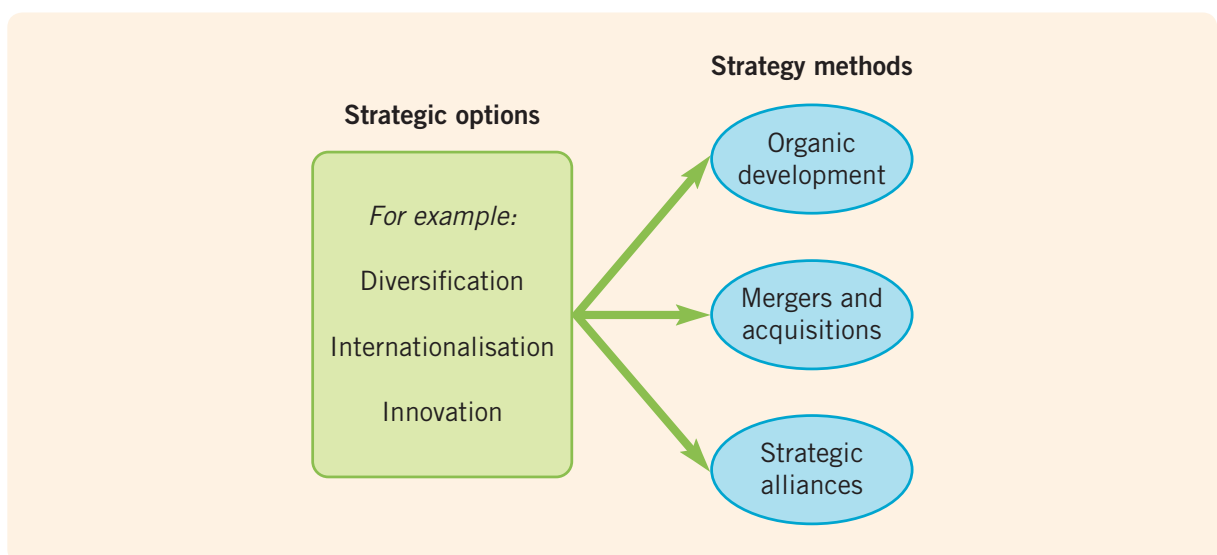 Strategy methods
Strategic options
For example:
Diversification
Internationalisation
Innovation
Organic
development
Mergers and
acquisitions
Strategic
alliances